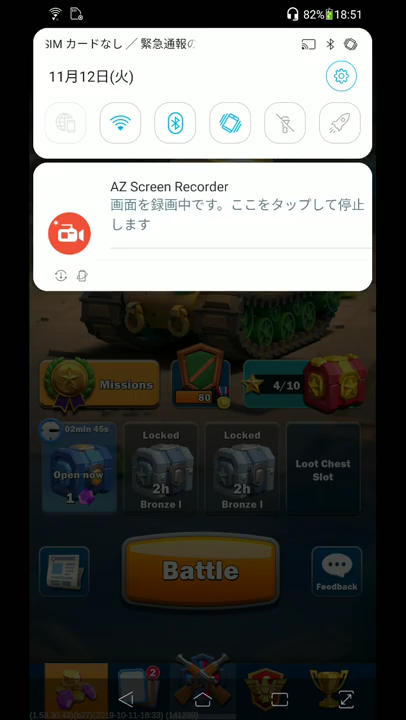 82% 18:51
SIM カードなし ／ 緊急通報の
11月12日(火)
AZ Screen Recorder
画面を録画中です。ここをタップして停止
します
Missions
80
4/10
02min 45s
Open now
1
Locked
2h
Bronze I
Locked
2h
Bronze I
Loot Chest
Slot
Battle
Feedback
2